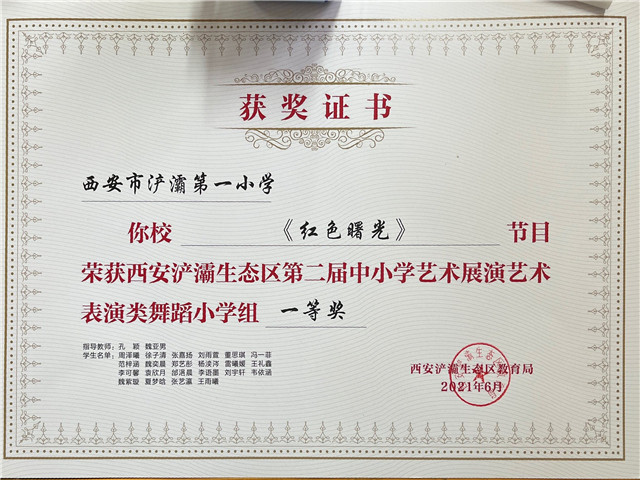 获奖证书
西安市浐灞第一小学
你校 《红色曙光》 节目
荣获西安浐灞生态区第二届中小学艺术展演艺术
表演类舞蹈小学组 一等奖
指导教师：孔 颖 魏亚男
学生名单：周泽曦 徐子清 张嘉扬 刘雨萱 董思琪 冯一菲
范梓涵 魏奕晨 郑艺彤 杨涘涔 雷曦媛 王礼鑫
李可馨 袁欣月 邰洺晨 李语墨 刘宇轩 韦依涵
魏紫璇 夏梦晗 张艺瀛 王雨曦
西安浐灞生态区教育局
2021年6月